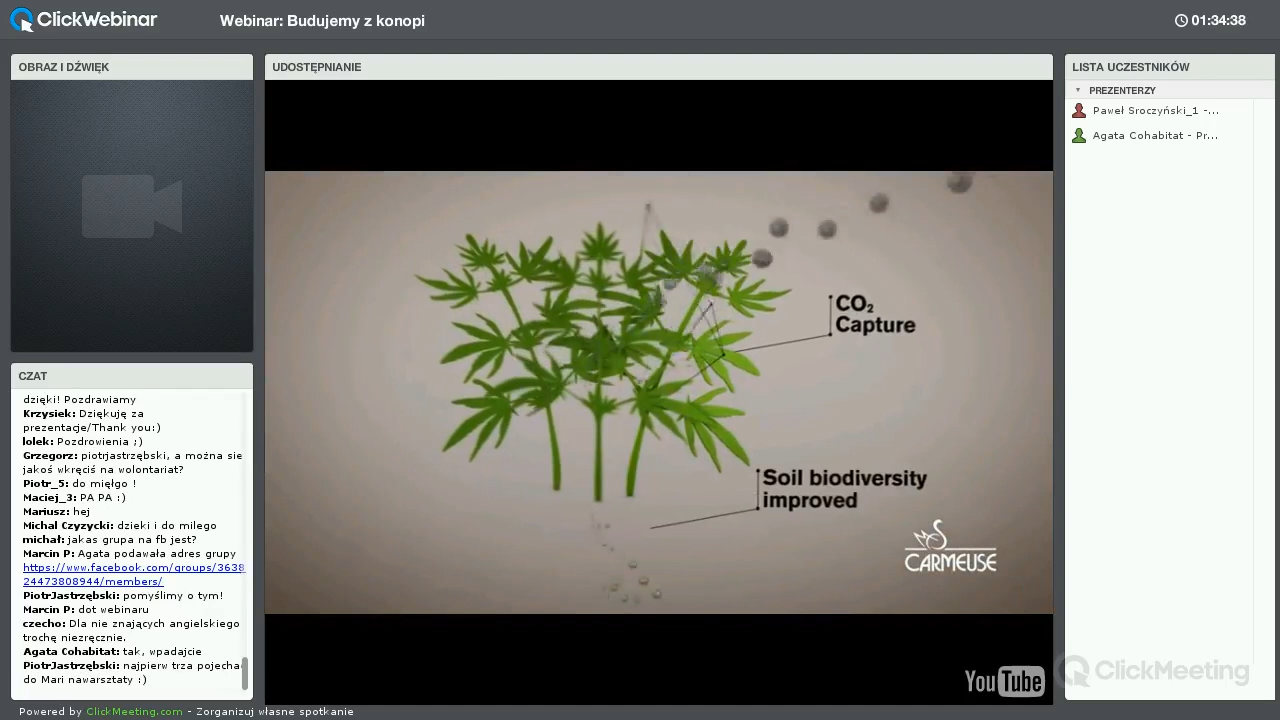 ClickWebinar
Webinar: Budujemy z konopi
01:34:38
OBRAZ I DŹWIĘK
UDOSTĘPNIANIE
LISTA UCZESTNIKÓW
PREZENTERZY
Paweł Sroczyński_1 -...
Agata Cohabitat - Pr...
CO₂
Capture
Soil biodiversity
improved
CARMEUSE
YouTube
ClickMeeting
CZAT
dzięki! Pozdrawiamy
Krzysiek: Dziękuję za
prezentacje/Thank you:)
lolek: Pozdrowienia ;)
Grzegorz: piotrjastrzębski, a można sie
jakoś wkręciś na wolontariat?
Piotr_5: do mięłgo !
Maciej_3: PA PA :)
Mariusz: hej
Michal Czyzycki: dzieki i do milego
michał: jakas grupa na fb jest?
Marcin P: Agata podawała adres grupy
https://www.facebook.com/groups/3638
24473808944/members/
PiotrJastrzębski: pomyślimy o tym!
Marcin P: dot webinaru
czecho: Dla nie znających angielskiego
trochę niezręcznie.
Agata Cohabitat: tak, wpadajcie
PiotrJastrzębski: najpierw trza pojechać
do Mari nawarsztaty :)
Powered by ClickMeeting.com - Zorganizuj własne spotkanie